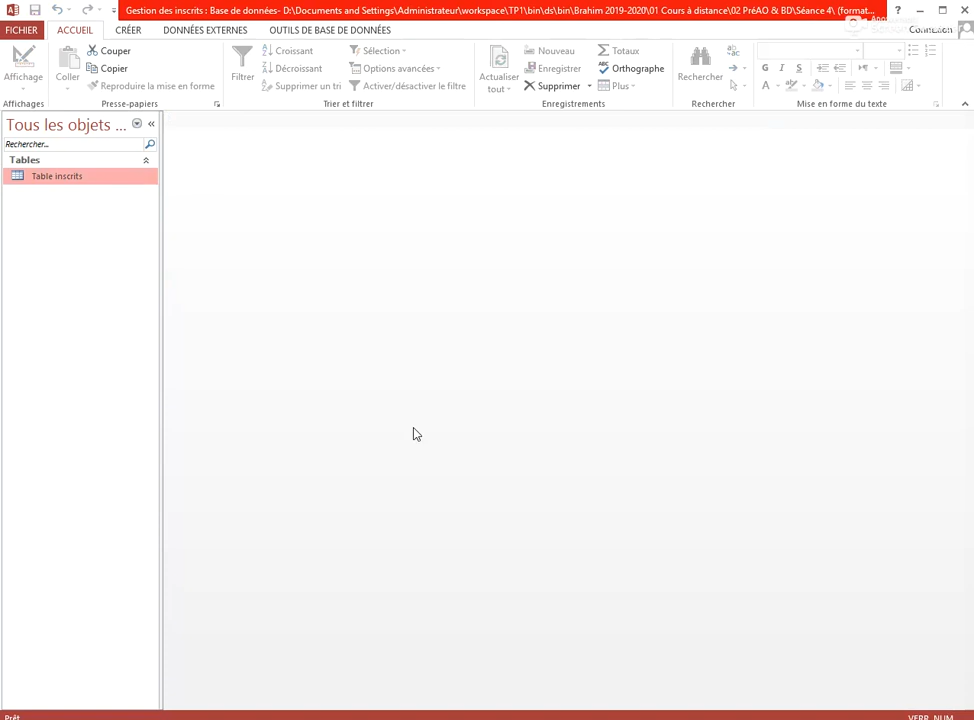 Gestion des inscrits : Base de données- D:\Documents and Settings\Administrateur\workspace\TP1\bin\ds\bin\Brahim 2019-2020\01 Cours à distance\02 PréAO & BD\Séance 4\ (format...
FICHIER ACCUEIL CRÉER DONNÉES EXTERNES OUTILS DE BASE DE DONNÉES Connexion
Affichage
Coller
Couper
Copier
Reproduire la mise en forme
Filtrer
Croissant
Décroissant
Supprimer un tri
Sélection
Options avancées
Activer/désactiver le filtre
Actualiser
tout
Nouveau
Enregistrer
Supprimer
Totaux
Orthographe
Plus
Rechercher
ab
ac
G I S
A
Affichages Presse-papiers Trier et filtrer Enregistrements Rechercher Mise en forme du texte
Tous les objets ...
Rechercher...
Tables
Table inscrits
Prêt VERR. NUM.